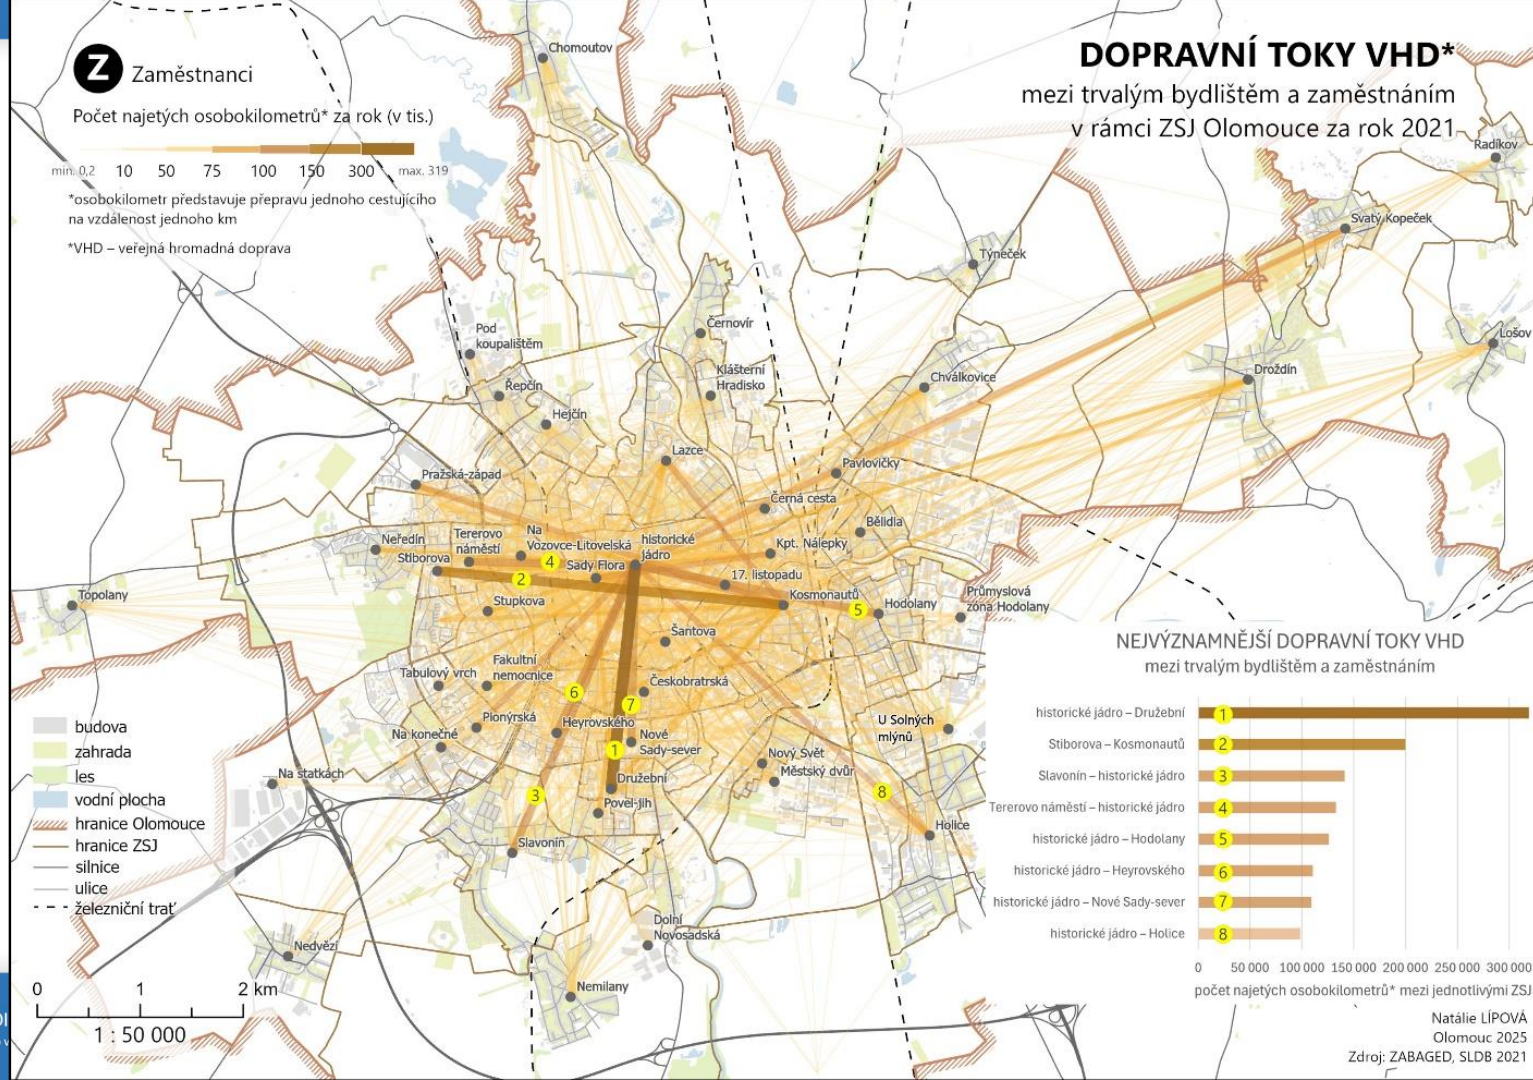 Z Zaměstnanci
Počet najetých osobokilometrů* za rok (v tis.)
min. 0,2 10 50 75 100 150 300 max. 319
*osobokilometr představuje přepravu jednoho cestujícího
na vzdálenost jednoho km
*VHD – veřejná hromadná doprava
DOPRAVNÍ TOKY VHD*
mezi trvalým bydlištěm a zaměstnáním
v rámci ZSJ Olomouce za rok 2021
Chomoutov
Radíkov
Svatý Kopeček
Týneček
Černovír
Pod
koupalištěm
Lošov
Klášterní
Hradisko
Droždín
Chválkovice
Řepčín
Hejčín
Lazce
Pavlovičky
Pražská-západ
Černá cesta
Bělidla
Neředín
Tererovo
náměstí
Na
Vozovce-Litovelská
historické
jádro
Kpt. Nálepky
Stiborova
4
Sady Flora
2
17. listopadu
Topolany
Stupkova
Kosmonautů
5
Hodolany
Průmyslová
zóna Hodolany
Šantova
Tabulový vrch
Fakultní
nemocnice
Českobratrská
6
7
Pionýrská
Heyrovského
U Solných
mlýnů
Na konečné
Nové
Sady-sever
1
Nový Svět
Městský dvůr
Na statkách
Družební
3
8
Povel-jih
Holice
Slavonín
Dolní
Novosadská
Nedvězí
Nemilany
budova
zahrada
les
vodní plocha
hranice Olomouce
hranice ZSJ
silnice
ulice
železniční trať
0 1 2 km
1 : 50 000
NEJVÝZNAMNĚJŠÍ DOPRAVNÍ TOKY VHD
mezi trvalým bydlištěm a zaměstnáním
historické jádro – Družební 1
Stiborova – Kosmonautů 2
Slavonín – historické jádro 3
Tererovo náměstí – historické jádro 4
historické jádro – Hodolany 5
historické jádro – Heyrovského 6
historické jádro – Nové Sady-sever 7
historické jádro – Holice 8
0 50 000 100 000 150 000 200 000 250 000 300 000
počet najetých osobokilometrů* mezi jednotlivými ZSJ
Natálie LÍPOVÁ
Olomouc 2025
Zdroj: ZABAGED, SLDB 2021